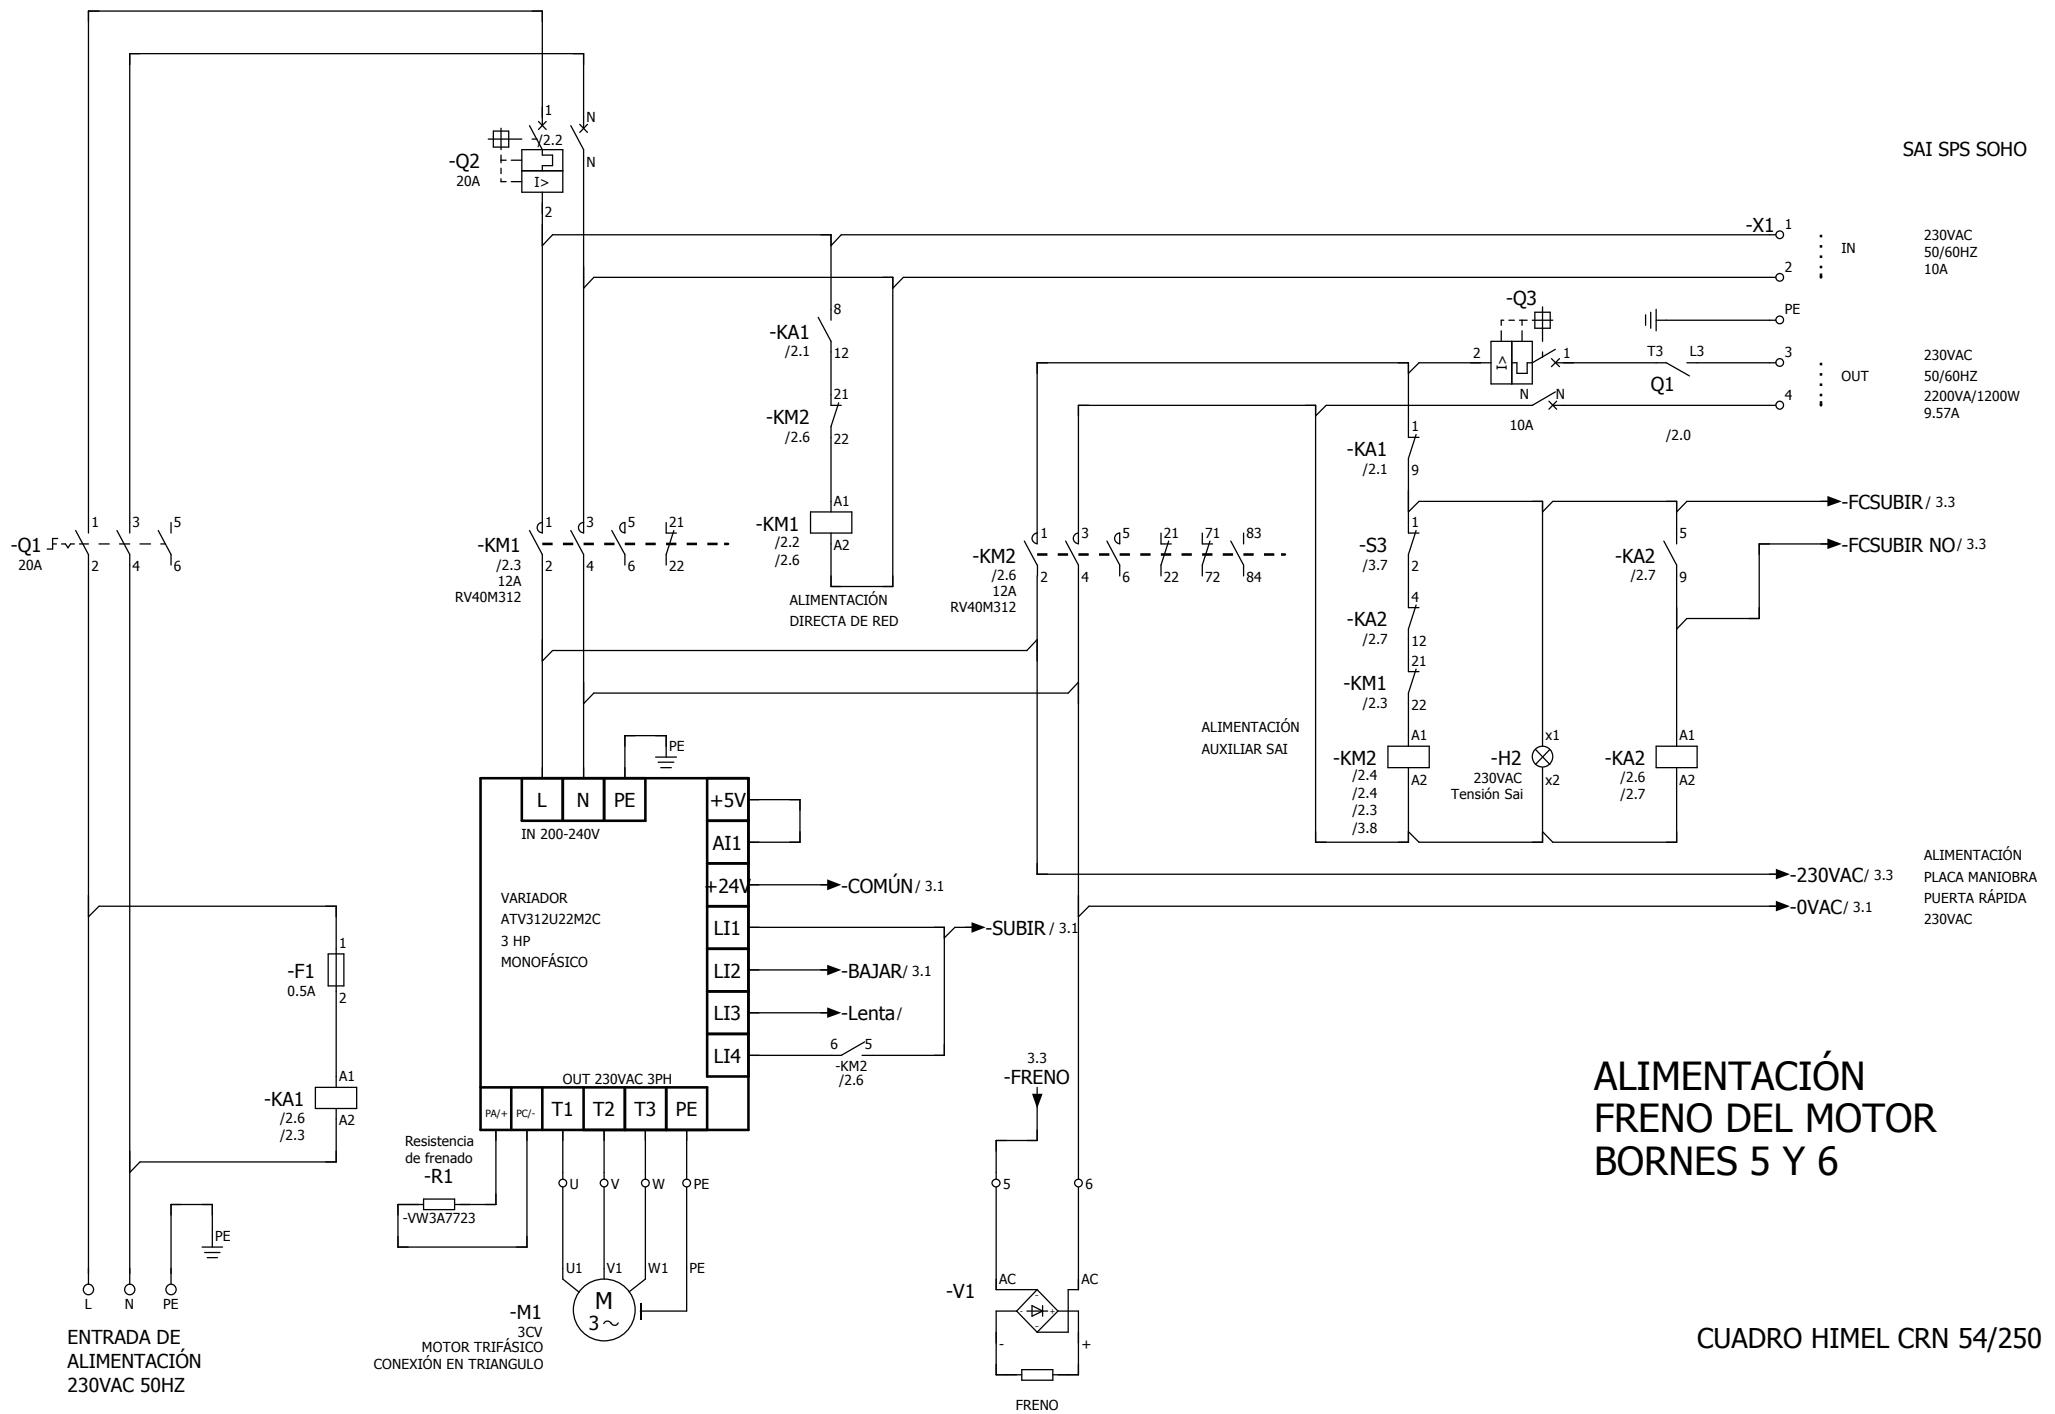 1
N
/2.2
-Q2
20A
N
I>
2
SAI SPS SOHO
-X1
1
IN
230VAC
50/60HZ
10A
2
PE
-Q3
8
-KA1
/2.1
12
2
I>
1
T3
L3
3
Q1
230VAC
50/60HZ
2200VA/1200W
9.57A
OUT
21
-KM2
/2.6
22
N
N
10A
4
/2.0
1
-KA1
/2.1
9
A1
-KM1
/2.2
/2.6
A2
ALIMENTACIÓN
DIRECTA DE RED
-Q1
20A
1
3
5
2
4
6
-KM1
/2.3
12A
RV40M312
1
3
5
21
2
4
6
22
-KM2
/2.6
12A
RV40M312
1
3
5
21
71
83
2
4
6
22
72
84
1
-S3
/3.7
2
5
-KA2
/2.7
9
-FCSUBIR/ 3.3
-FCSUBIR NO/ 3.3
4
-KA2
/2.7
12
21
-KM1
/2.3
22
ALIMENTACIÓN
AUXILIAR SAI
A1
-KM2
/2.4
/2.4
/2.3
/3.8
A2
x1
-H2
230VAC
Tensión Sai
x2
A1
-KA2
/2.6
/2.7
A2
PE
L
N
PE
IN 200-240V
+5V
AI1
+24V
LI1
LI2
LI3
LI4
VARIADOR
ATV312U22M2C
3 HP
MONOFÁSICO
OUT 230VAC 3PH
PA/+
PC/-
T1
T2
T3
PE
-COMÚN/ 3.1
-SUBIR/ 3.1
-BAJAR/ 3.1
-Lenta/
6
5
-KM2
/2.6
-230VAC/ 3.3
-0VAC/ 3.1
ALIMENTACIÓN
PLACA MANIOBRA
PUERTA RÁPIDA
230VAC
1
-F1
0.5A
2
A1
-KA1
/2.6
/2.3
A2
Resistencia
de frenado
-R1
-VW3A7723
U
V
W
PE
U1
V1
W1
PE
M
3~
-M1
3CV
MOTOR TRIFÁSICO
CONEXIÓN EN TRIANGULO
3.3
-FRENO
5
6
AC
AC
-V1
-
+
FRENO
PE
L
N
PE
ENTRADA DE
ALIMENTACIÓN
230VAC 50HZ
ALIMENTACIÓN
FRENO DEL MOTOR
BORNES 5 Y 6
CUADRO HIMEL CRN 54/250